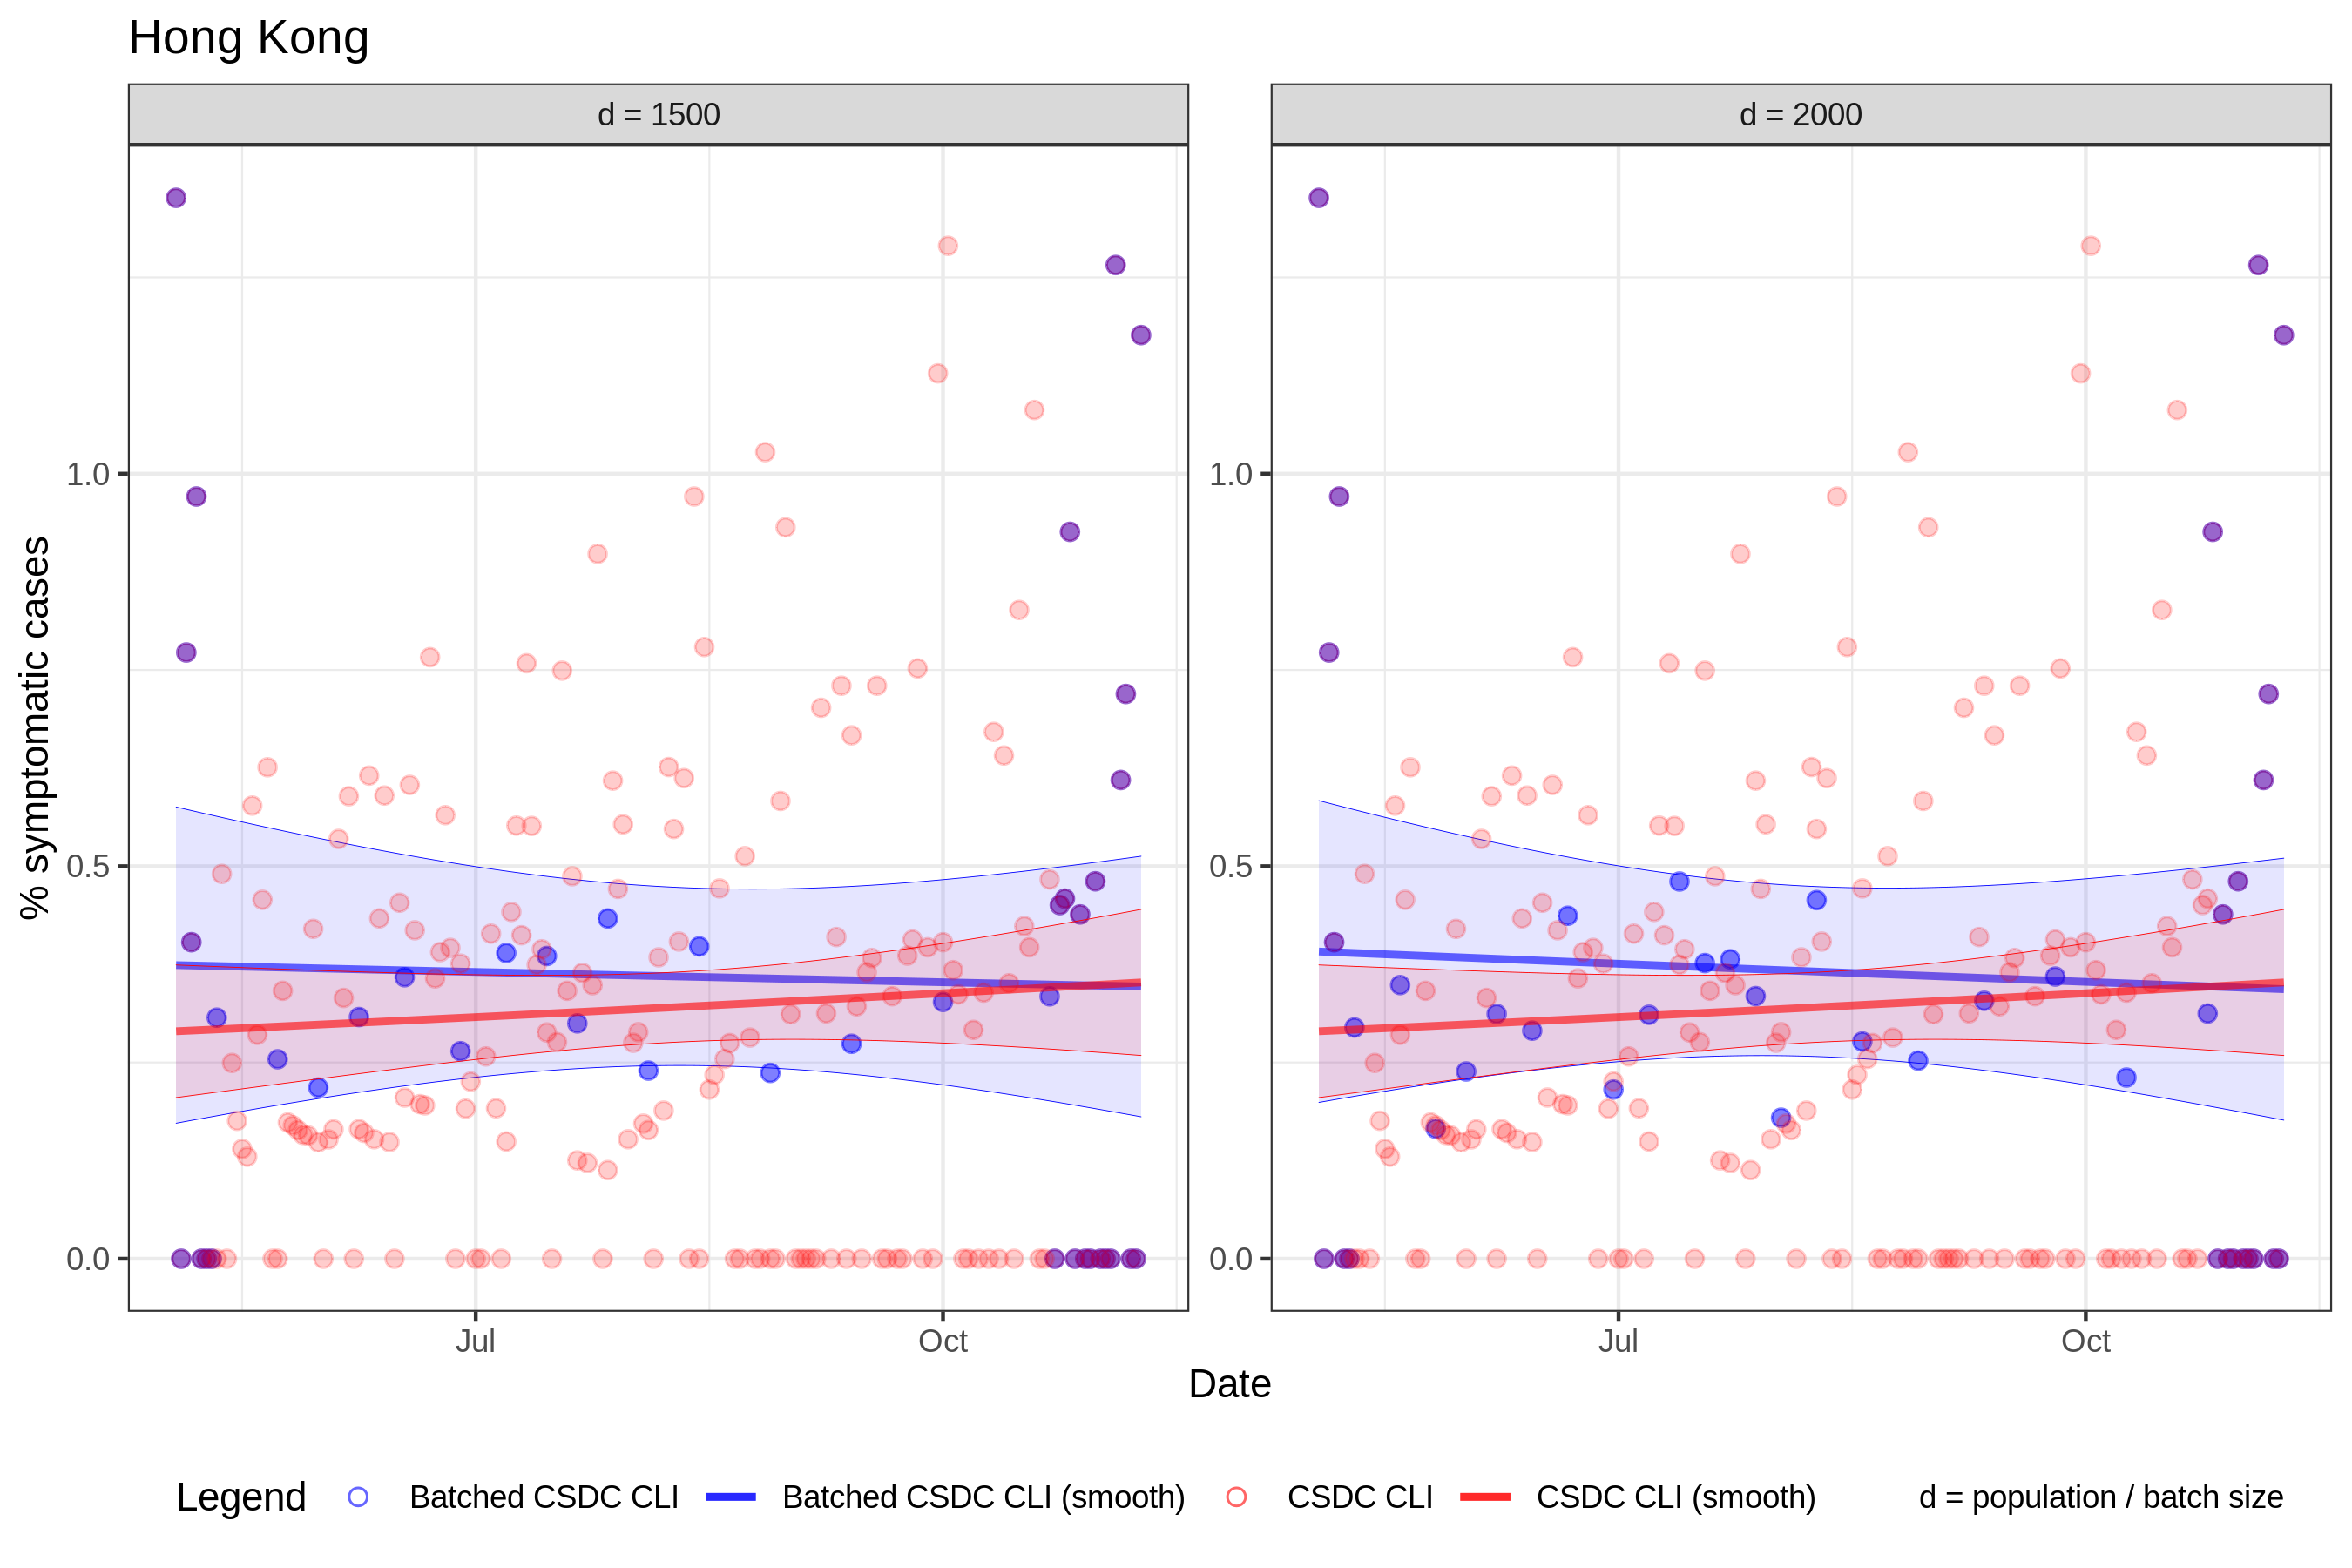 Hong Kong
d = 1500
d = 2000
% symptomatic cases
1.0
0.5
0.0
1.0
0.5
0.0
Jul
Oct
Jul
Oct
Date
Legend
Batched CSDC CLI
Batched CSDC CLI (smooth)
CSDC CLI
CSDC CLI (smooth)
d = population / batch size